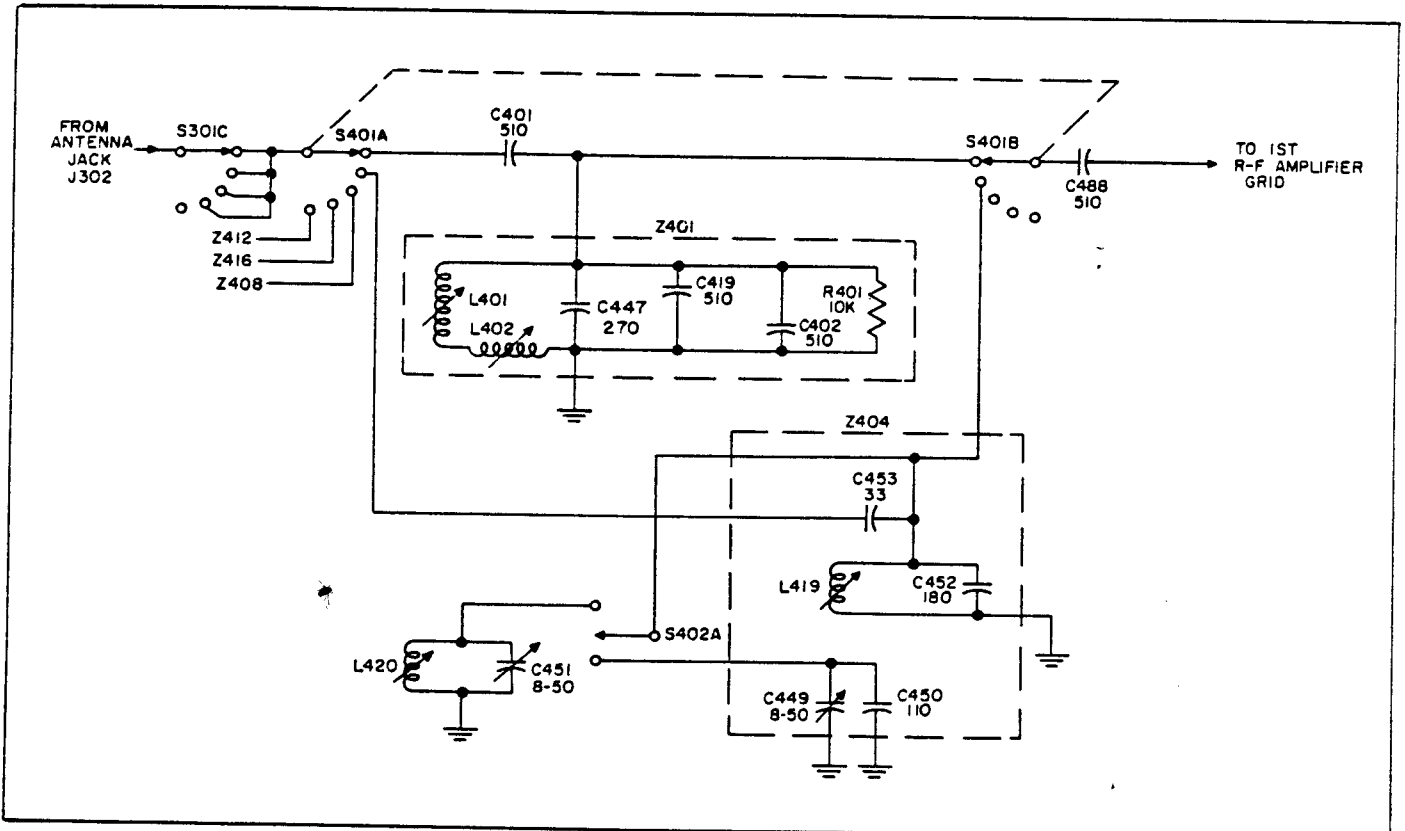 FROM
ANTENNA
JACK
J302
S301C
S401A
C401
510
S401B
C488
510
TO 1ST
R-F AMPLIFIER
GRID
Z412
Z416
Z408
Z401
L401
L402
C447
270
C419
510
C402
510
R401
10K
Z404
C453
33
L419
C452
180
S402A
L420
C451
8-50
C449
8-50
C450
110